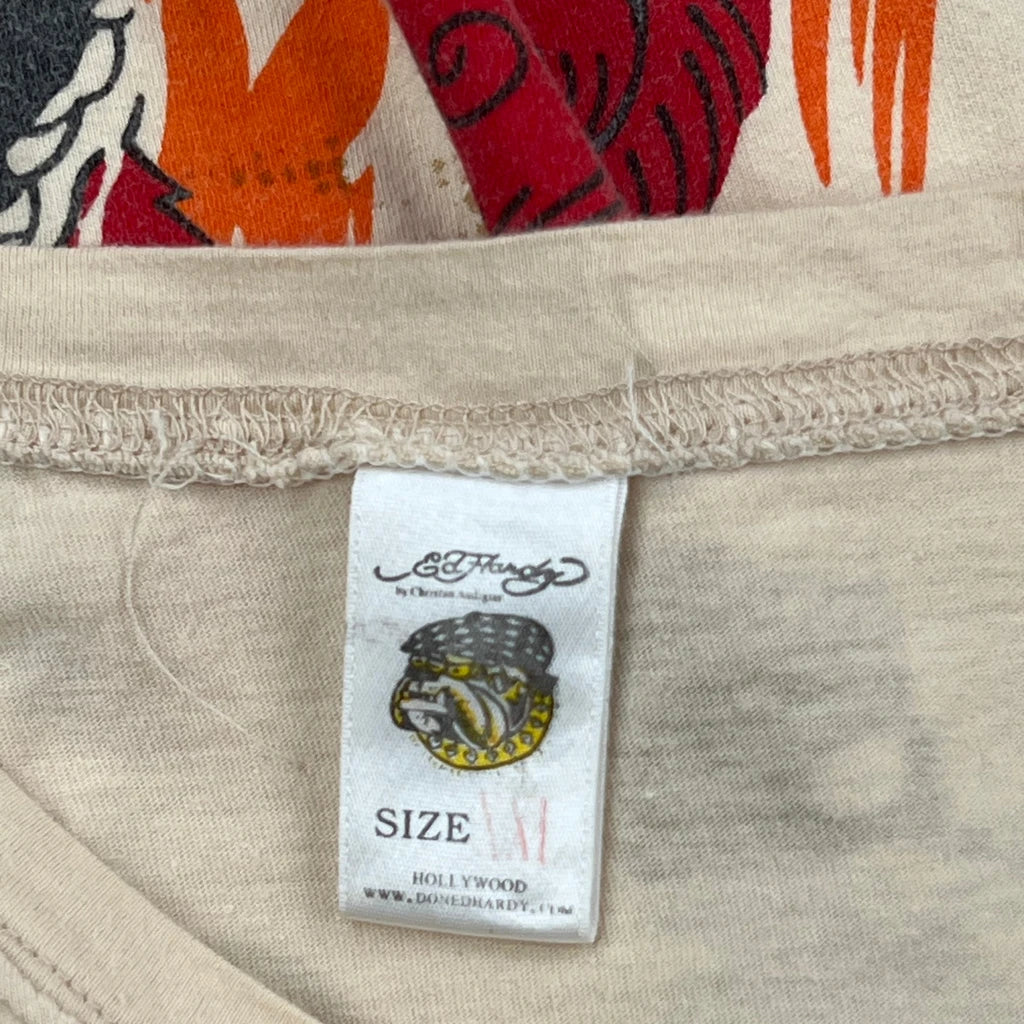 Ed Hardy
by Christian Audigier
SIZE
HOLLYWOOD
WWW.DONEDHARDY.COM